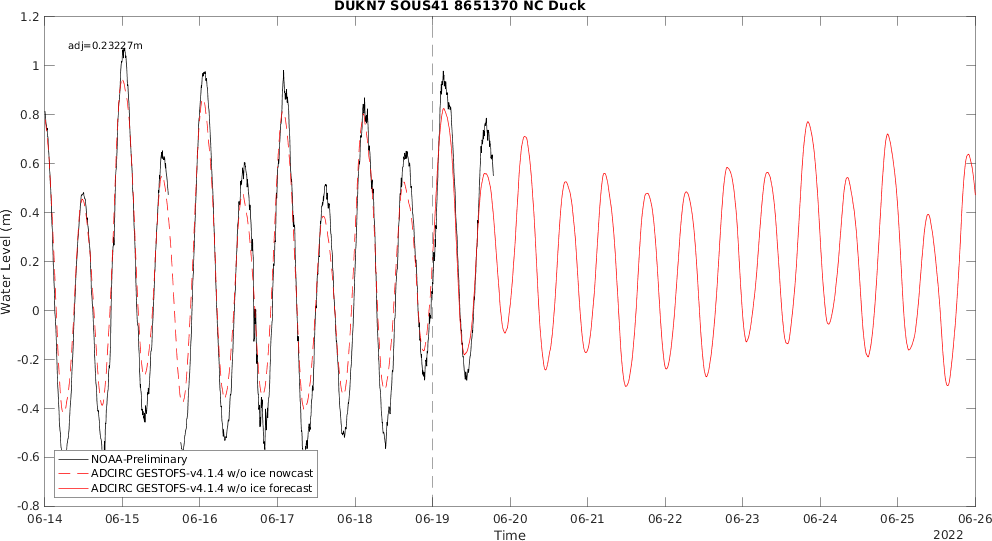 DUKN7 SOUS41 8651370 NC Duck
adj=0.23227m
1.2
1
0.8
0.6
0.4
0.2
0
-0.2
-0.4
-0.6
-0.8
Water Level (m)
NOAA-Preliminary
ADCIRC GESTOFS-v4.1.4 w/o ice nowcast
ADCIRC GESTOFS-v4.1.4 w/o ice forecast
06-14 06-15 06-16 06-17 06-18 06-19 06-20 06-21 06-22 06-23 06-24 06-25 06-26
Time
2022